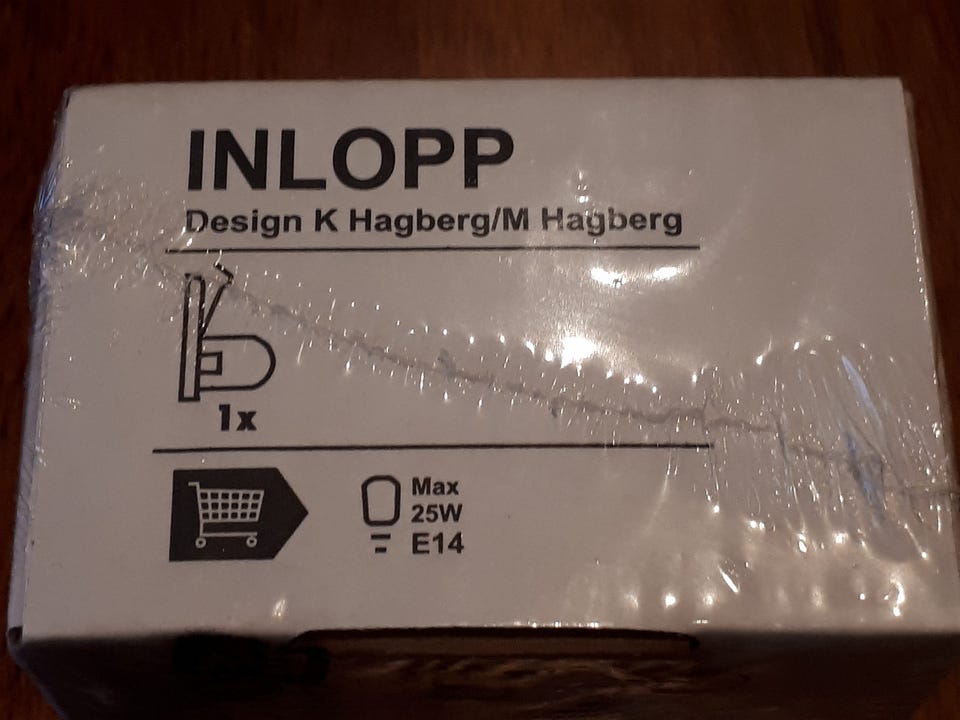 INLOPP
Design K Hagberg/M Hagberg
1x
Max
25W
E14